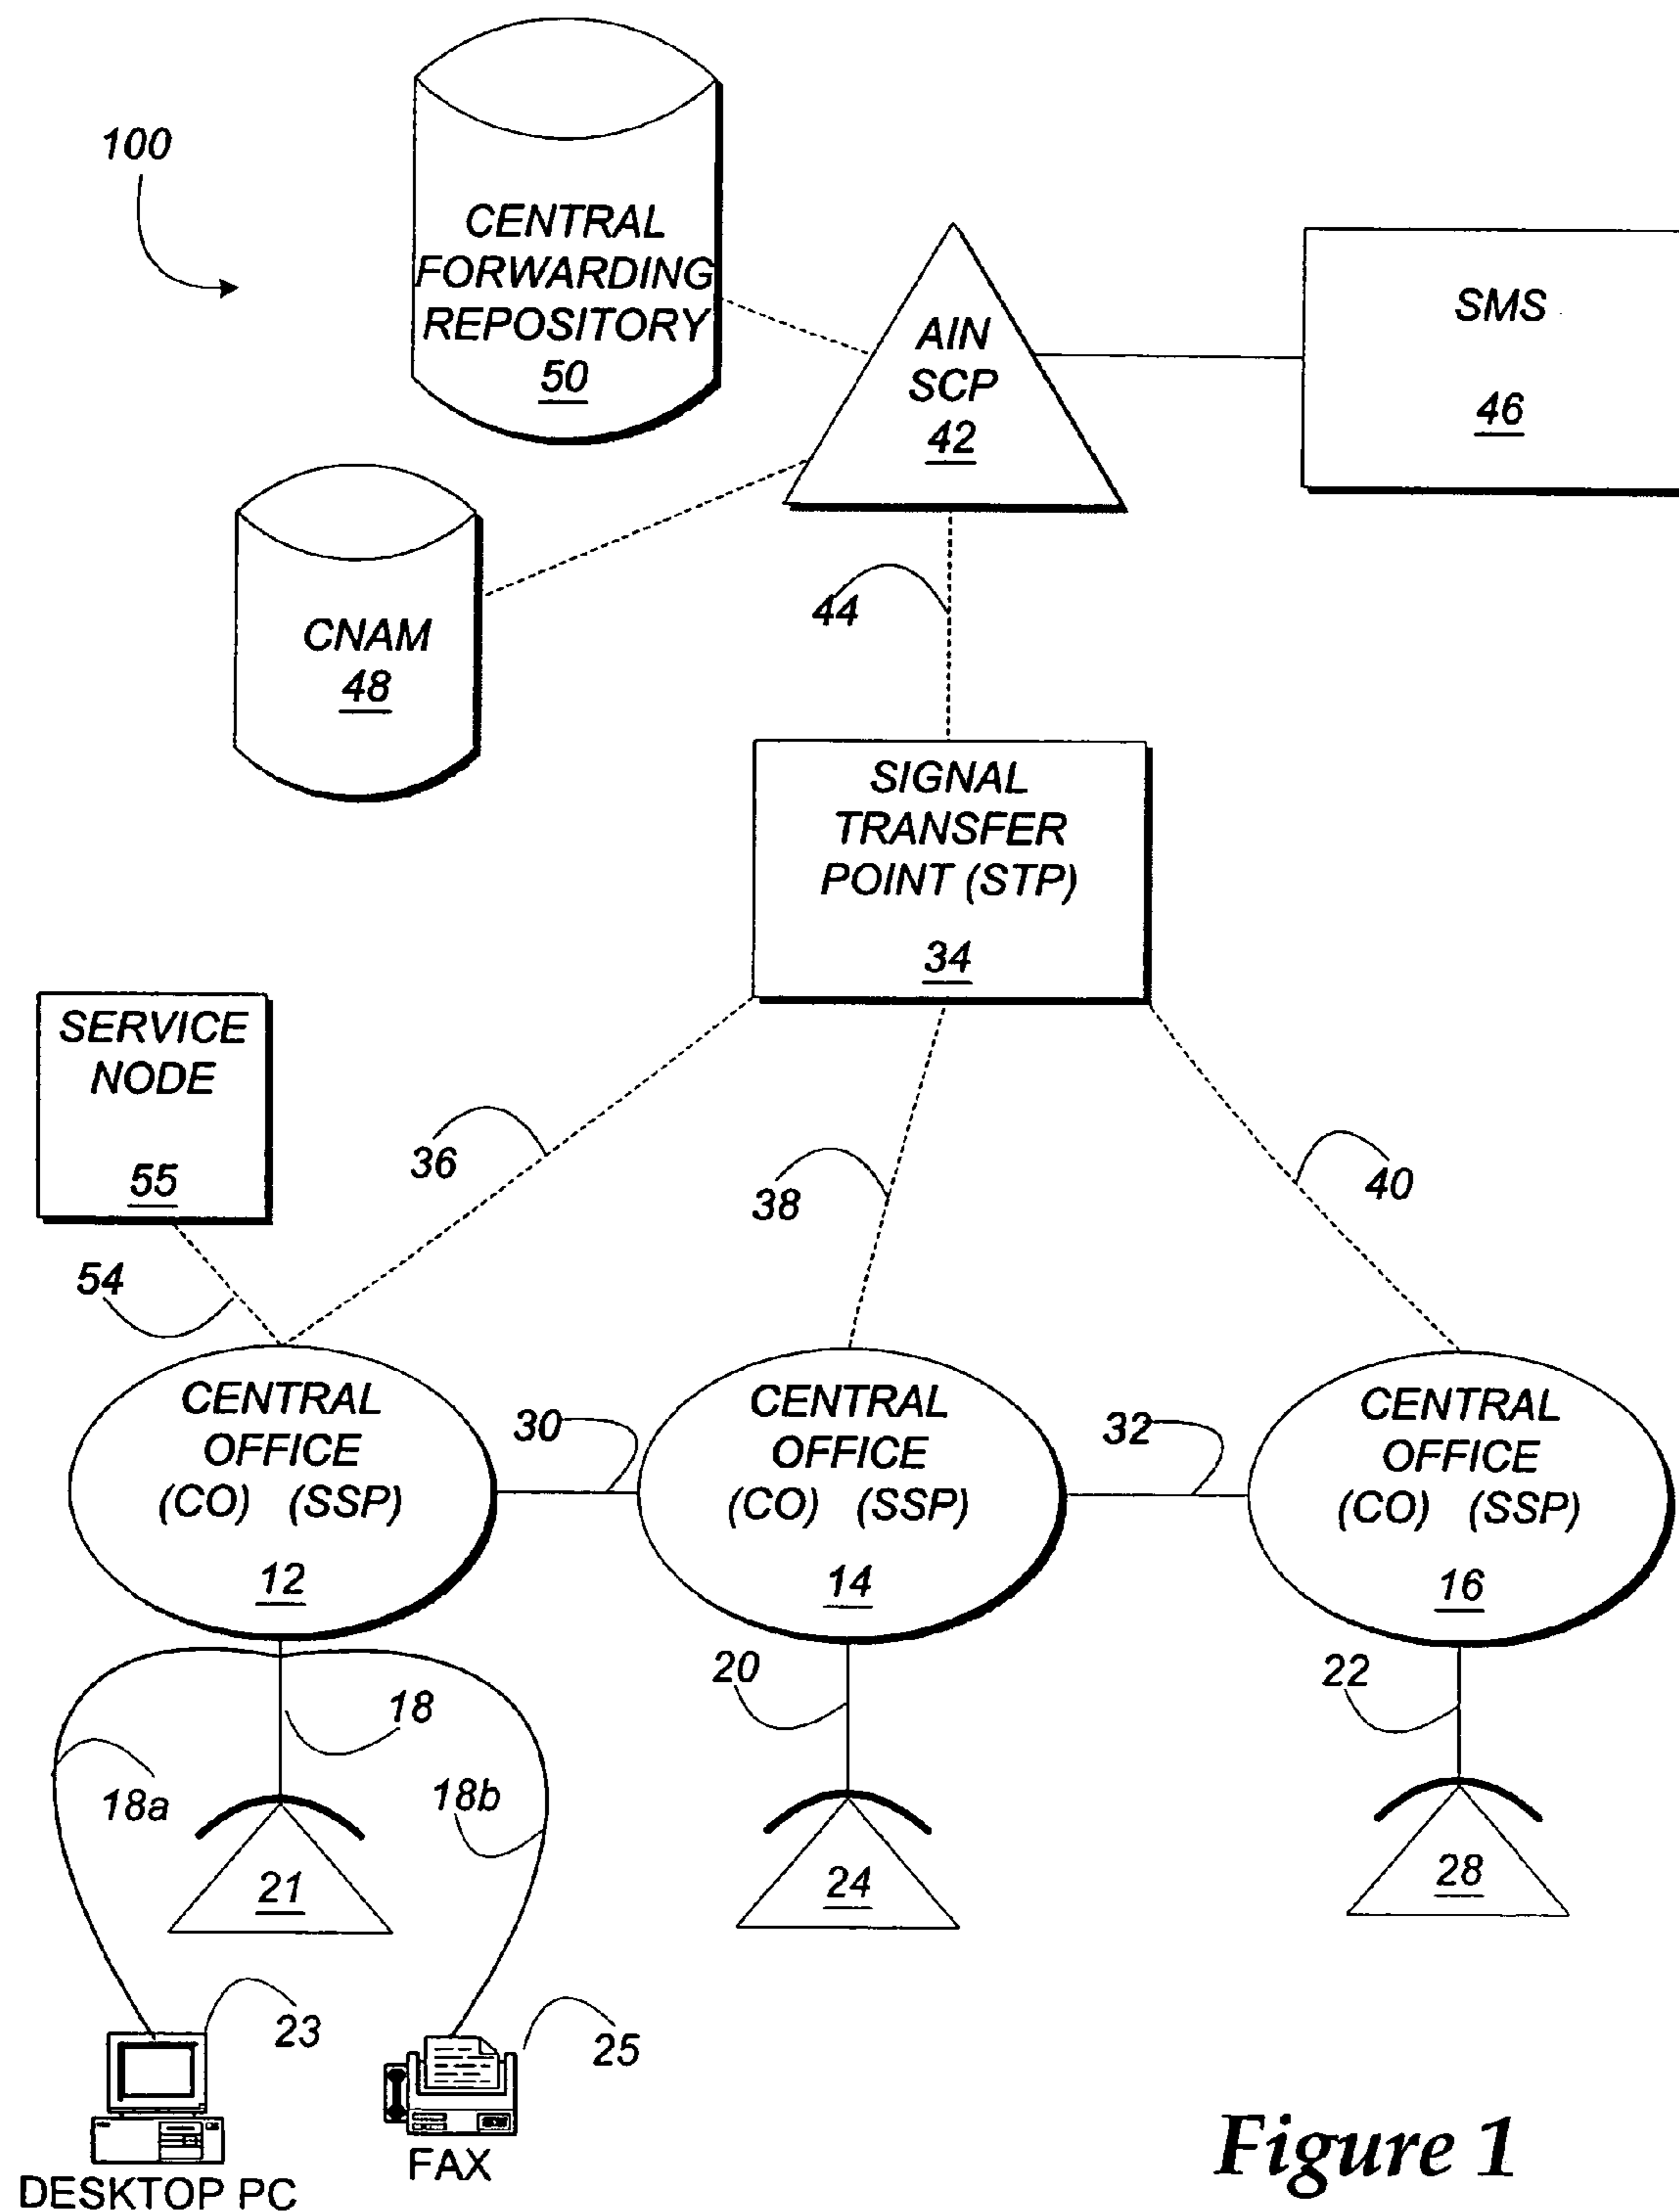 100
CENTRAL
FORWARDING
REPOSITORY
50
AIN
SCP
42
SMS
46
CNAM
48
44
SIGNAL
TRANSFER
POINT (STP)
34
SERVICE
NODE
55
36
38
40
54
CENTRAL
OFFICE
(CO) (SSP)
12
30
CENTRAL
OFFICE
(CO) (SSP)
14
32
CENTRAL
OFFICE
(CO) (SSP)
16
18
20
22
18a
18b
21
24
28
23
25
DESKTOP PC
FAX
Figure 1